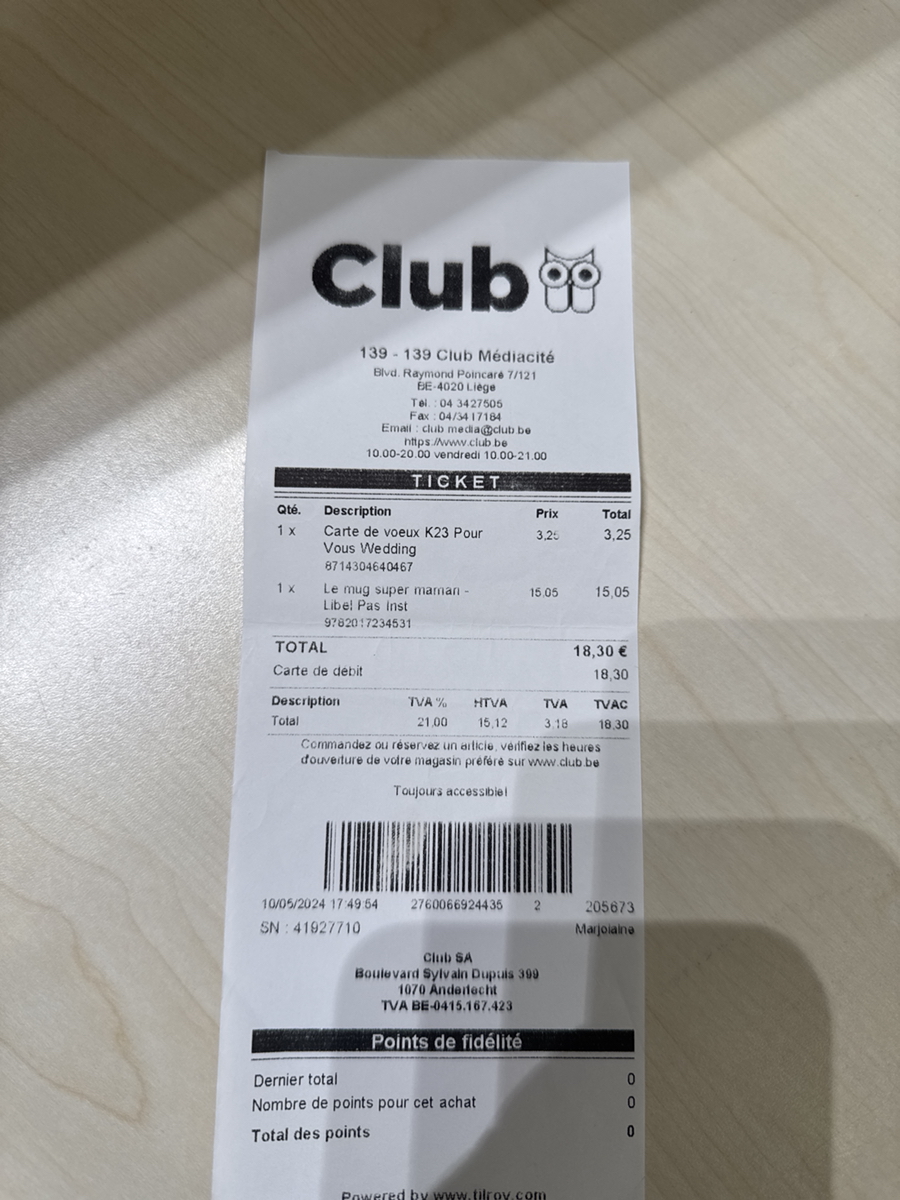 Club
139 - 139 Club Médiacité
Blvd. Raymond Poincaré 7/121
BE-4020 Liège
Tél. : 04 3427505
Fax : 04/3417184
Email : club.media@club.be
https://www.club.be
10.00-20.00 vendredi 10.00-21.00
TICKET
Qté. Description Prix Total
1 x Carte de voeux K23 Pour 3,25 3,25
Vous Wedding
8714304640467
1 x Le mug super maman - 15,05 15,05
Libel Pas Inst
9782017234531
TOTAL 18,30 €
Carte de débit 18,30
Description TVA % HTVA TVA TVAC
Total 21,00 15,12 3,18 18,30
Commandez ou réservez un article, vérifiez les heures
d'ouverture de votre magasin préféré sur www.club.be
Toujours accessible!
10/05/2024 17:49:54 2760066924435 2 205673
SN : 41927710 Marjolaine
Club SA
Boulevard Sylvain Dupuis 399
1070 Anderlecht
TVA BE-0415.167.423
Points de fidélité
Dernier total 0
Nombre de points pour cet achat 0
Total des points 0
Powered by www.tilroy.com